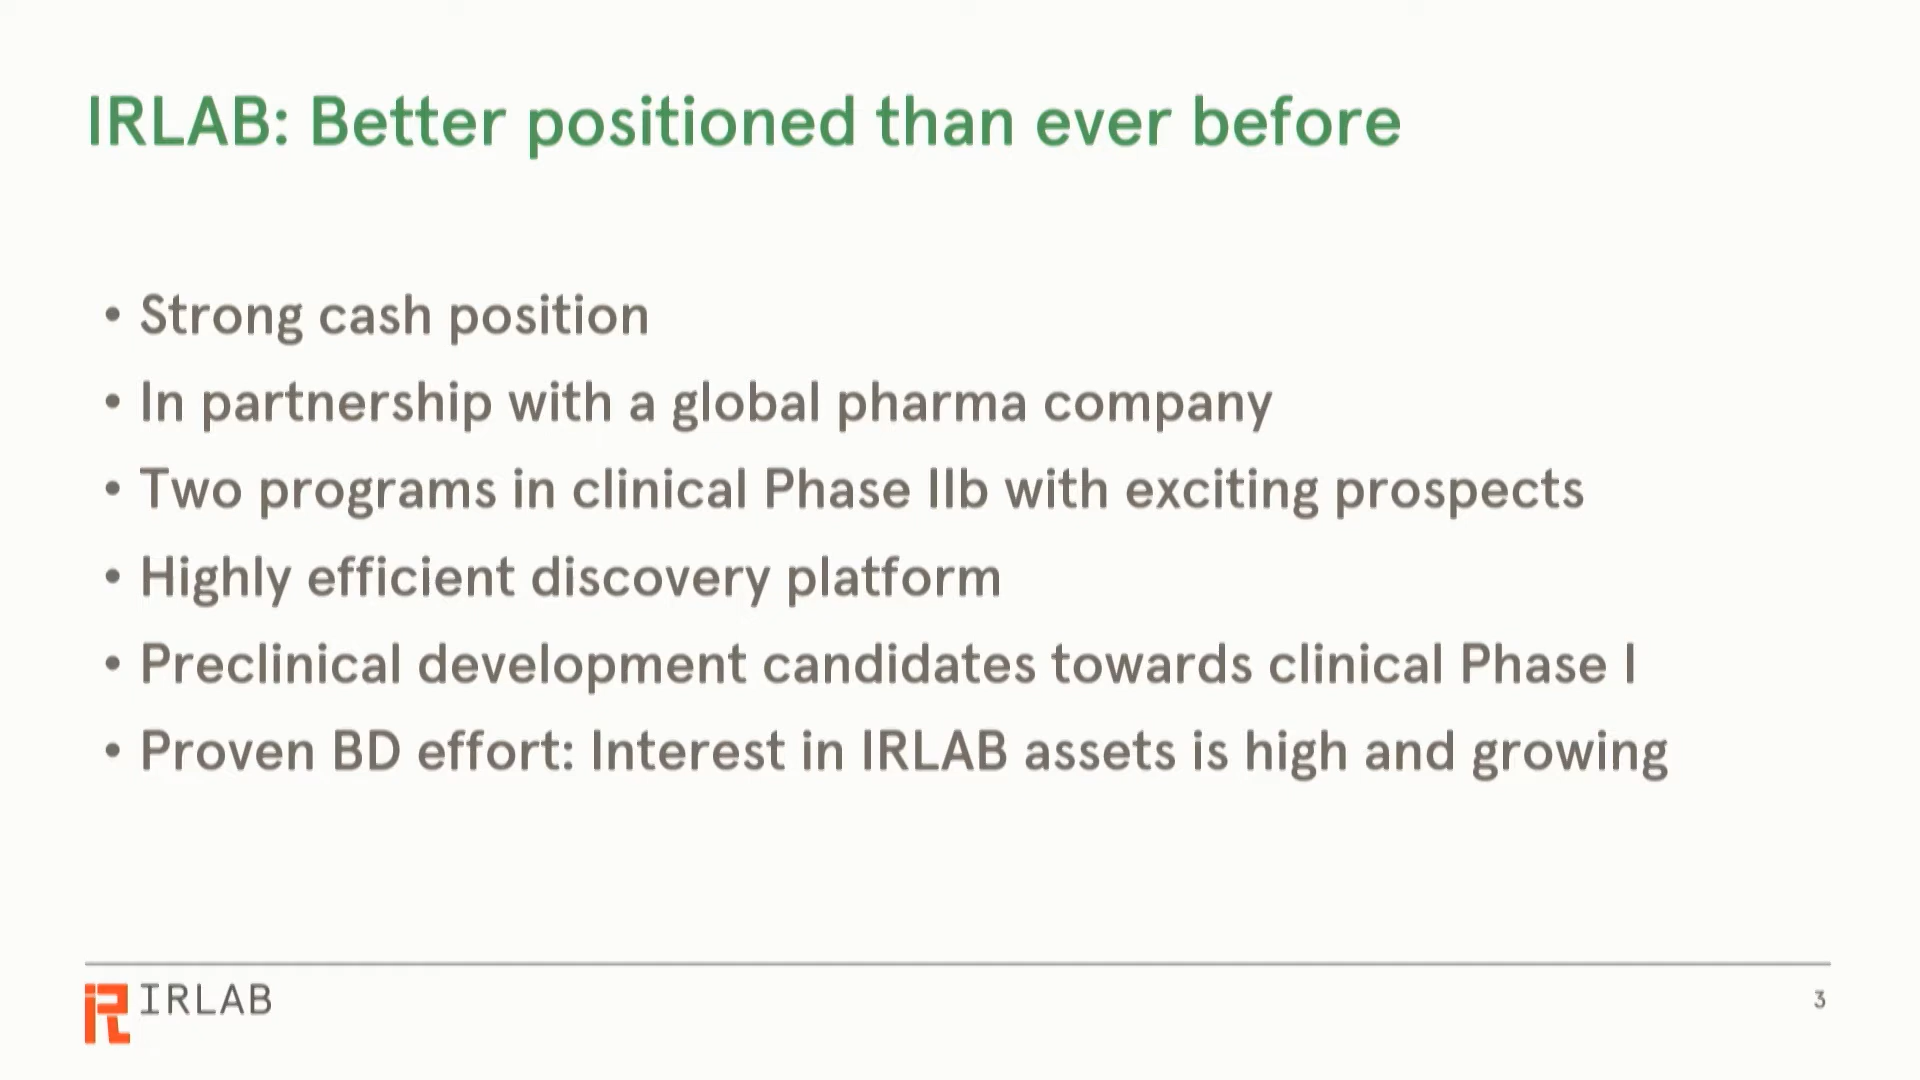 IRLAB: Better positioned than ever before
• Strong cash position
• In partnership with a global pharma company
• Two programs in clinical Phase IIb with exciting prospects
• Highly efficient discovery platform
• Preclinical development candidates towards clinical Phase I
• Proven BD effort: Interest in IRLAB assets is high and growing
IRLAB
3